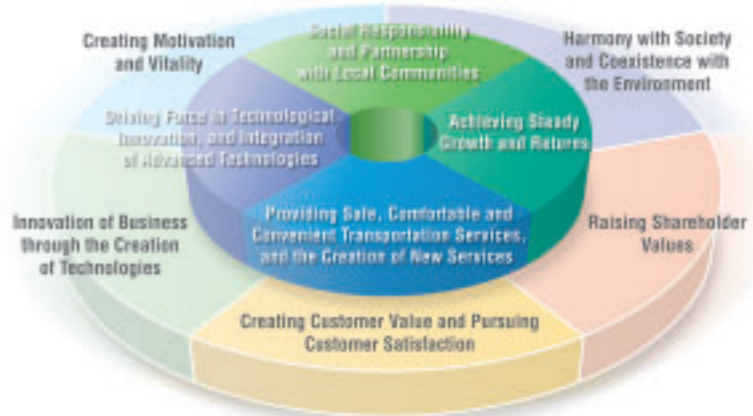 Creating Motivation
and Vitality
Social Responsibility
and Partnership
with Local Communities
Harmony with Society
and Coexistence with
the Environment
Driving Force in Technological
Innovation, and Integration
of Advanced Technologies
Achieving Steady
Growth and Returns
Innovation of Business
through the Creation
of Technologies
Providing Safe, Comfortable and
Convenient Transportation Services,
and the Creation of New Services
Raising Shareholder
Values
Creating Customer Value and Pursuing
Customer Satisfaction